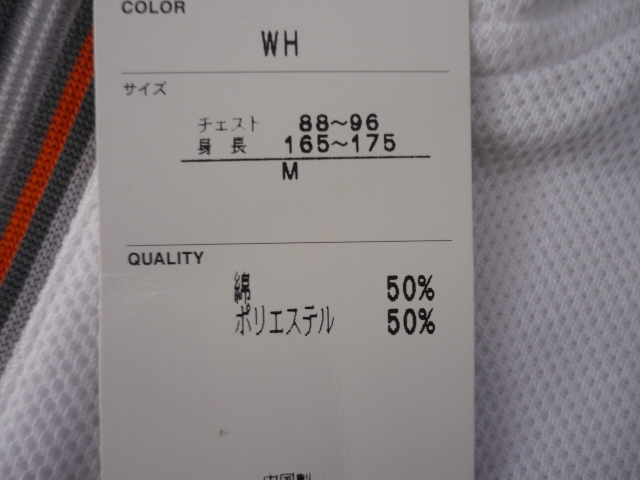 COLOR
WH
サイズ
チェスト 88～96
身長 165～175
M
QUALITY
綿 50%
ポリエステル 50%